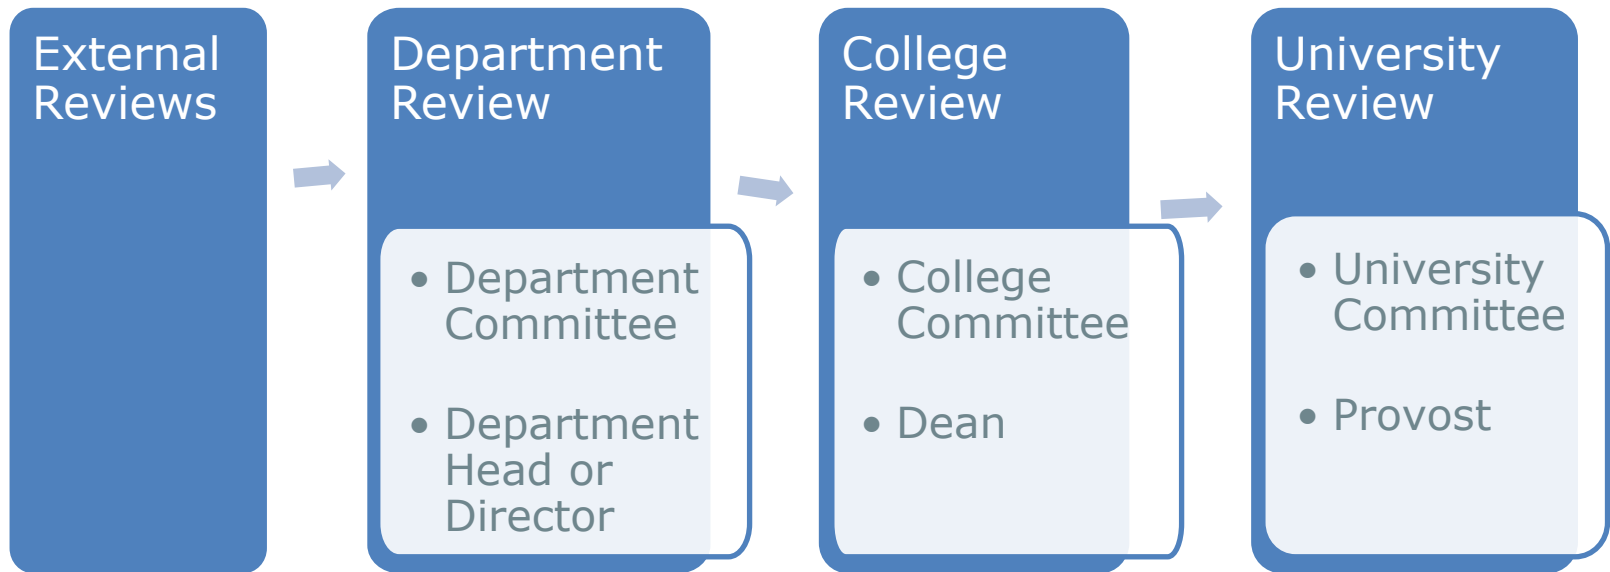 External
Reviews
Department
Review
• Department
Committee
• Department
Head or
Director
College
Review
• College
Committee
• Dean
University
Review
• University
Committee
• Provost